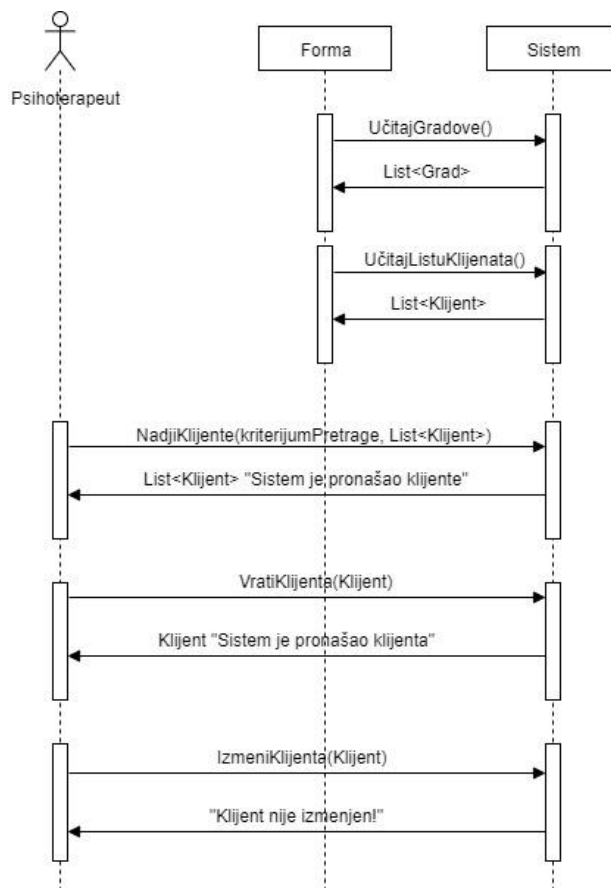 Forma
Sistem
Psihoterapeut
UčitajGradove()
List<Grad>
UčitajListuKlijenata()
List<Klijent>
NadjiKlijente(kriterijumPretrage, List<Klijent>)
List<Klijent> "Sistem je pronašao klijente"
VratiKlijenta(Klijent)
Klijent "Sistem je pronašao klijenta"
IzmeniKlijenta(Klijent)
"Klijent nije izmenjen!"